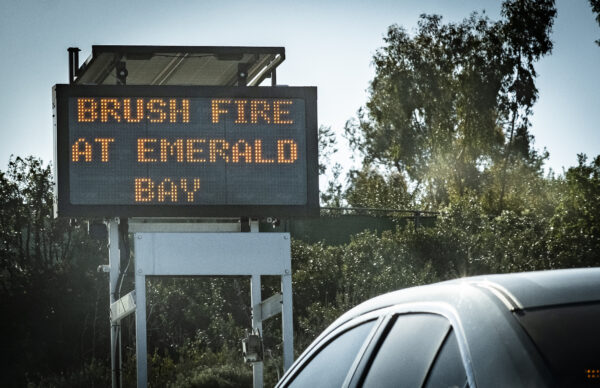 BRUSH FIRE
AT EMERALD
BAY